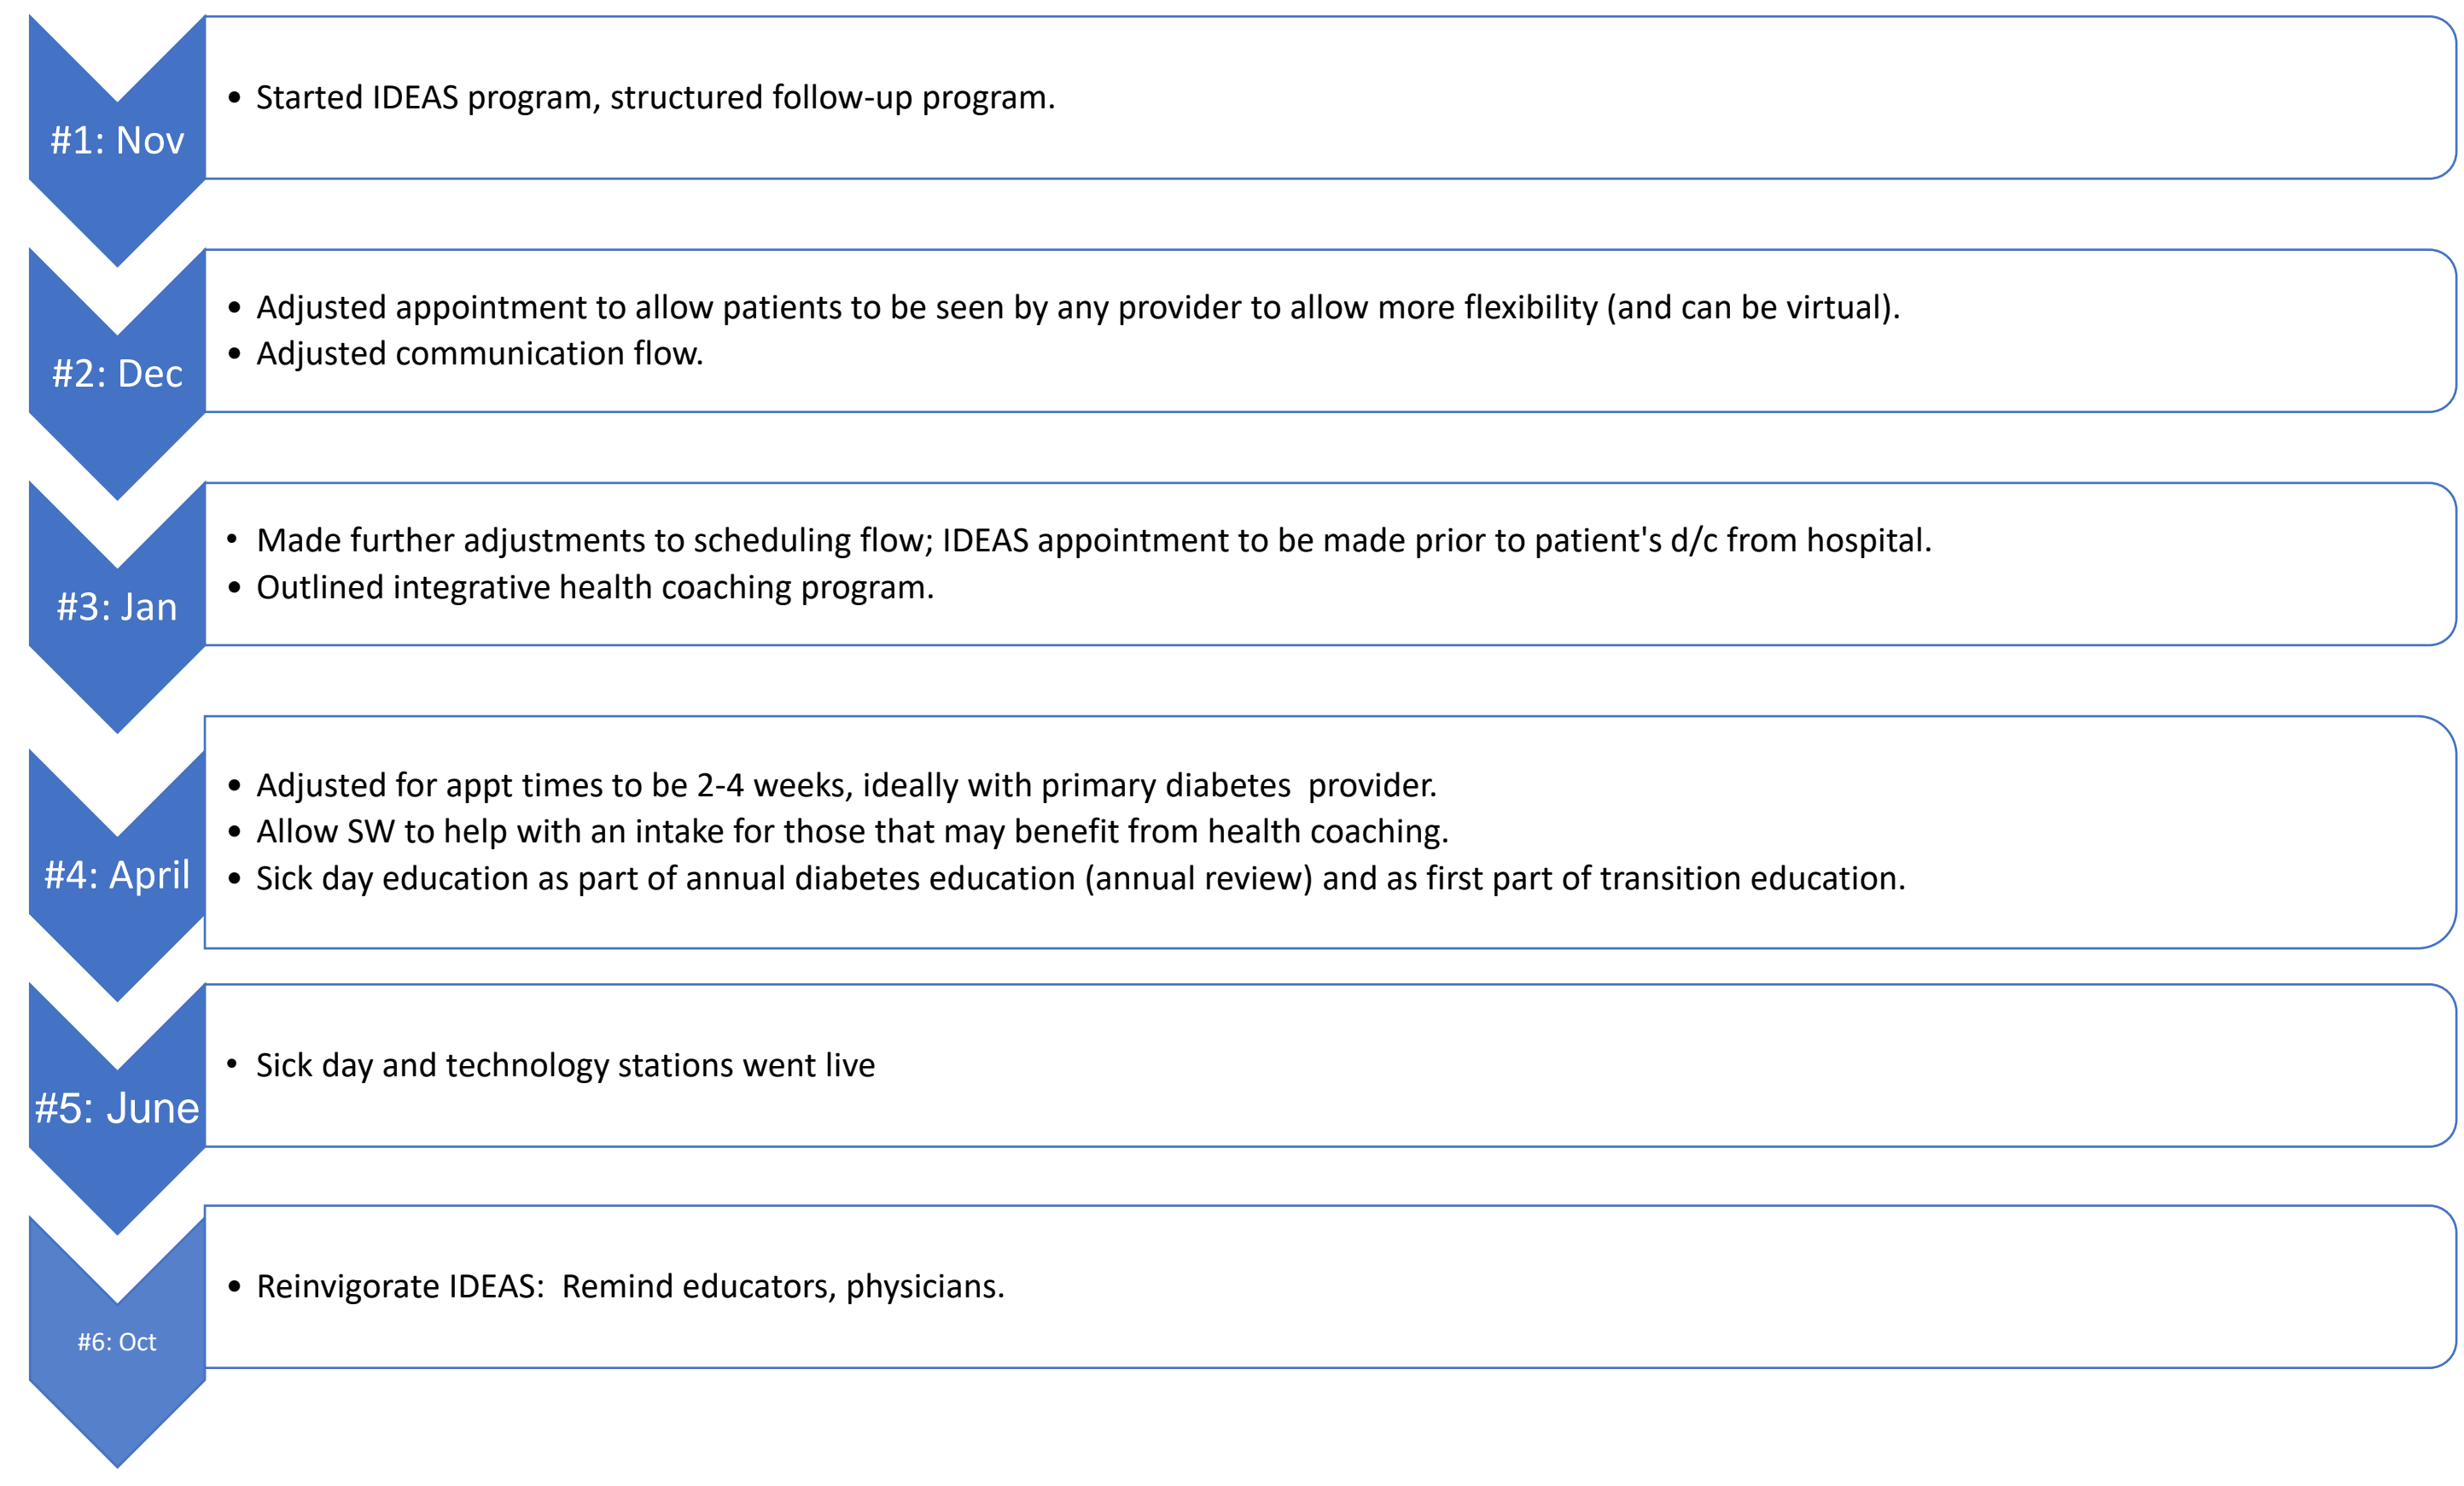 #1: Nov
• Started IDEAS program, structured follow-up program.
#2: Dec
• Adjusted appointment to allow patients to be seen by any provider to allow more flexibility (and can be virtual).
• Adjusted communication flow.
#3: Jan
• Made further adjustments to scheduling flow; IDEAS appointment to be made prior to patient's d/c from hospital.
• Outlined integrative health coaching program.
#4: April
• Adjusted for appt times to be 2-4 weeks, ideally with primary diabetes  provider.
• Allow SW to help with an intake for those that may benefit from health coaching.
• Sick day education as part of annual diabetes education (annual review) and as first part of transition education.
#5: June
• Sick day and technology stations went live
#6: Oct
• Reinvigorate IDEAS:  Remind educators, physicians.